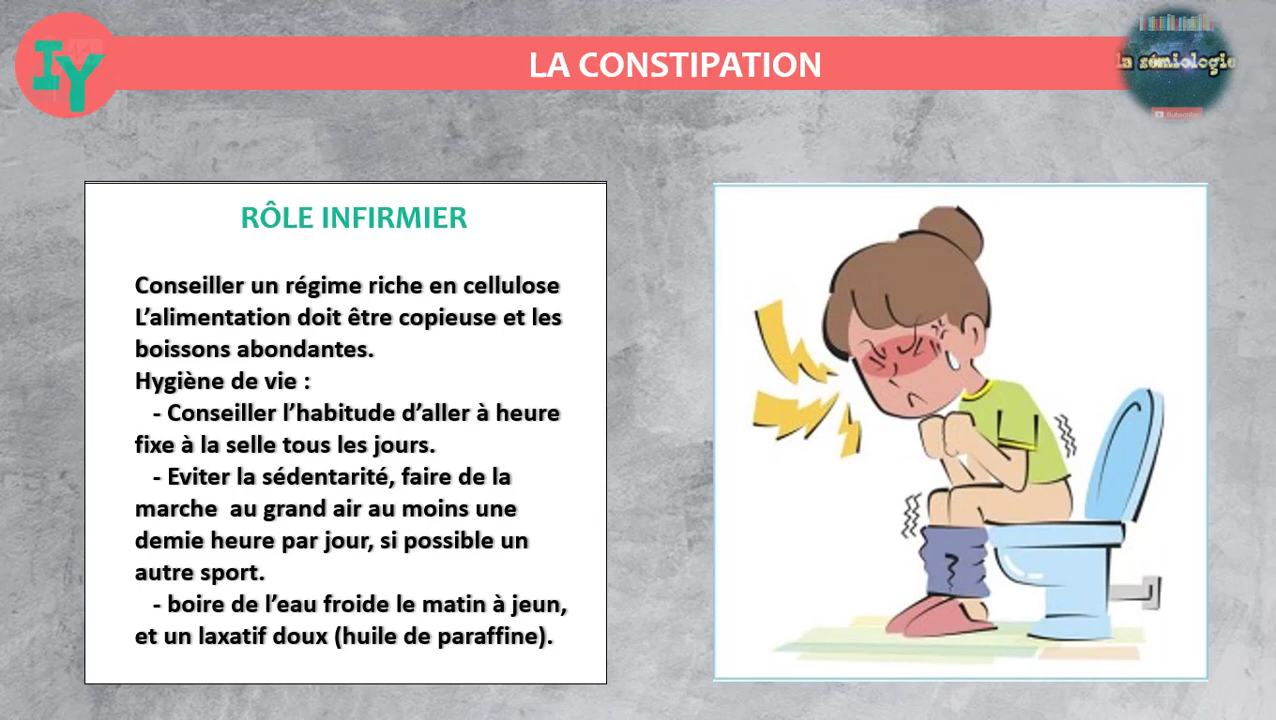 IY
LA CONSTIPATION
la sémiologie
Subscribe
RÔLE INFIRMIER
Conseiller un régime riche en cellulose
L’alimentation doit être copieuse et les
boissons abondantes.
Hygiène de vie :
- Conseiller l’habitude d’aller à heure
fixe à la selle tous les jours.
- Eviter la sédentarité, faire de la
marche au grand air au moins une
demie heure par jour, si possible un
autre sport.
- boire de l’eau froide le matin à jeun,
et un laxatif doux (huile de paraffine).